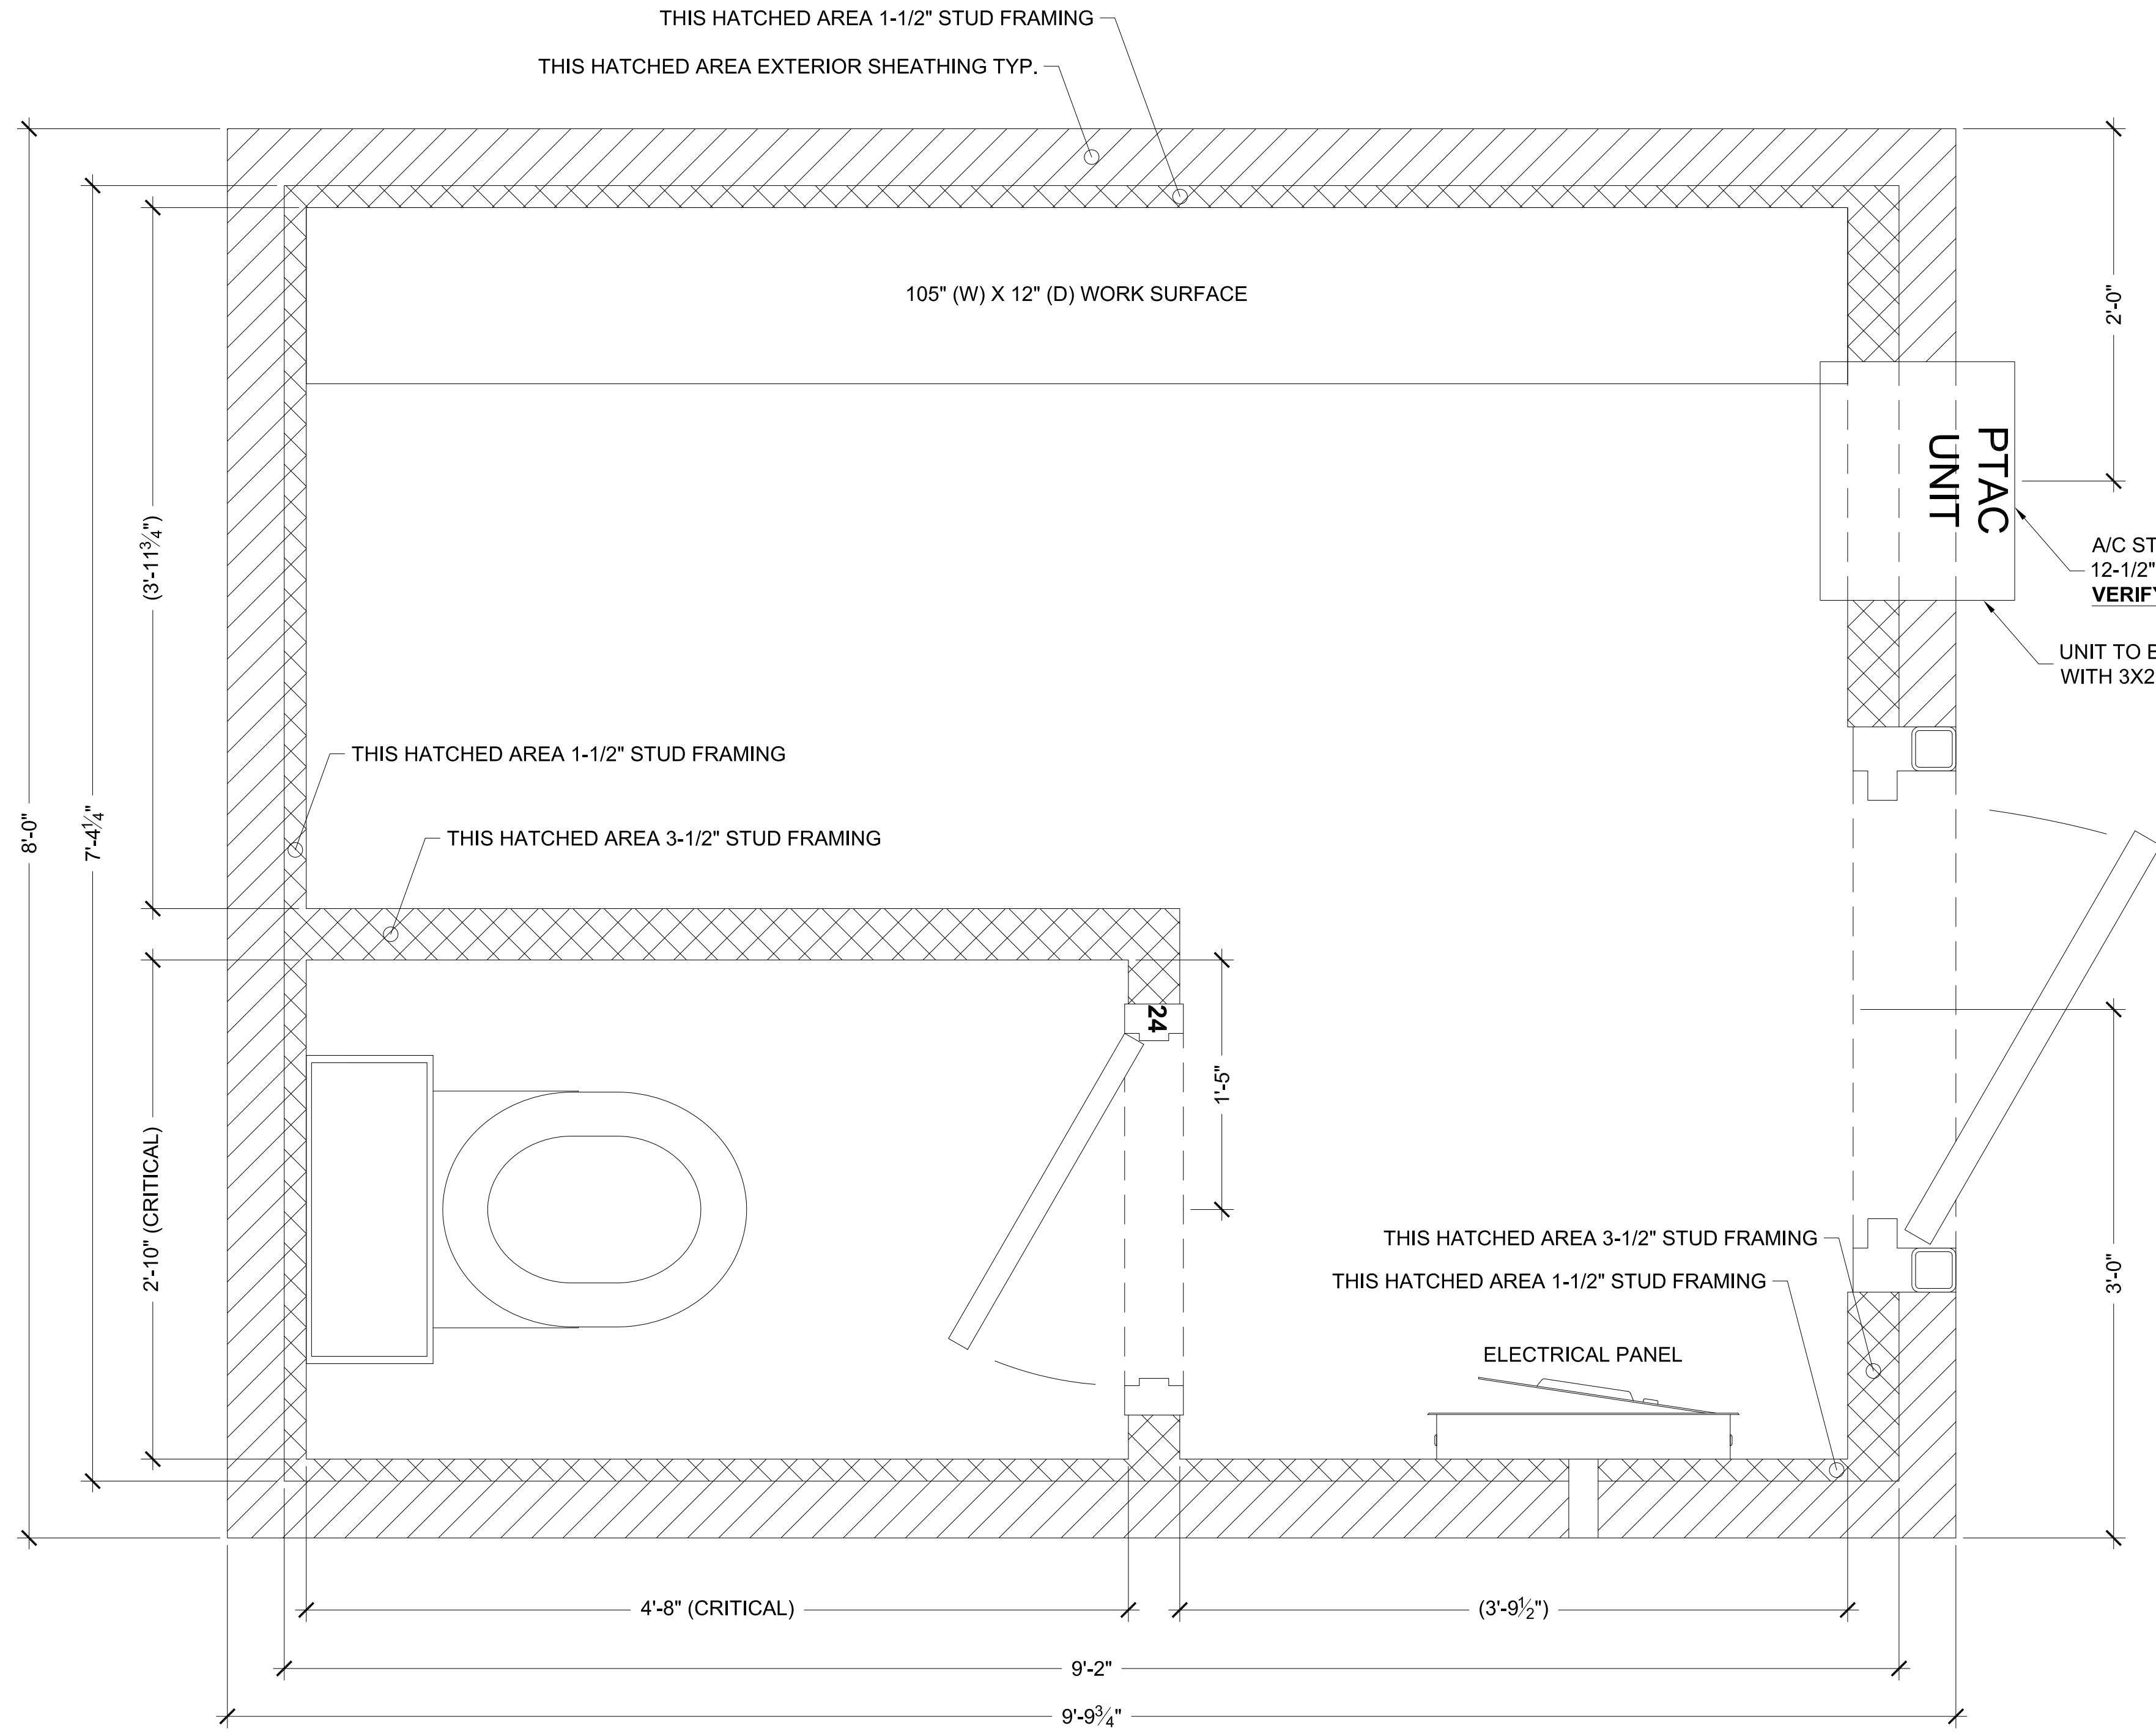 THIS HATCHED AREA 1-1/2" STUD FRAMING
THIS HATCHED AREA EXTERIOR SHEATHING TYP.
105" (W) X 12" (D) WORK SURFACE
2'-0"
PTAC
UNIT
A/C ST
12-1/2"
VERIFY
UNIT TO B
WITH 3X2
(3'-11¾")
8'-0"
7'-4¼"
THIS HATCHED AREA 1-1/2" STUD FRAMING
THIS HATCHED AREA 3-1/2" STUD FRAMING
24
1'-5"
2'-10" (CRITICAL)
THIS HATCHED AREA 3-1/2" STUD FRAMING
THIS HATCHED AREA 1-1/2" STUD FRAMING
3'-0"
ELECTRICAL PANEL
4'-8" (CRITICAL)
(3'-9½")
9'-2"
9'-9¾"